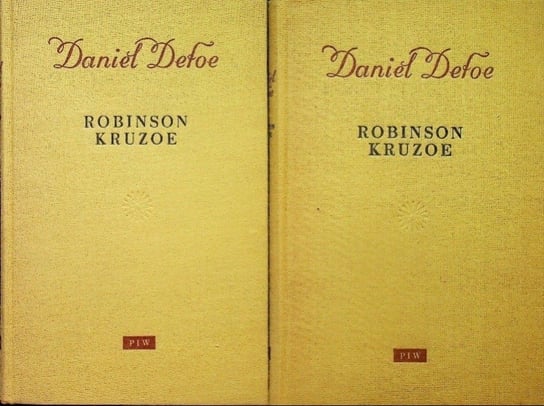 Daniel Defoe
ROBINSON
KRUZOE
PIW
Daniel Defoe
ROBINSON
KRUZOE
PIW